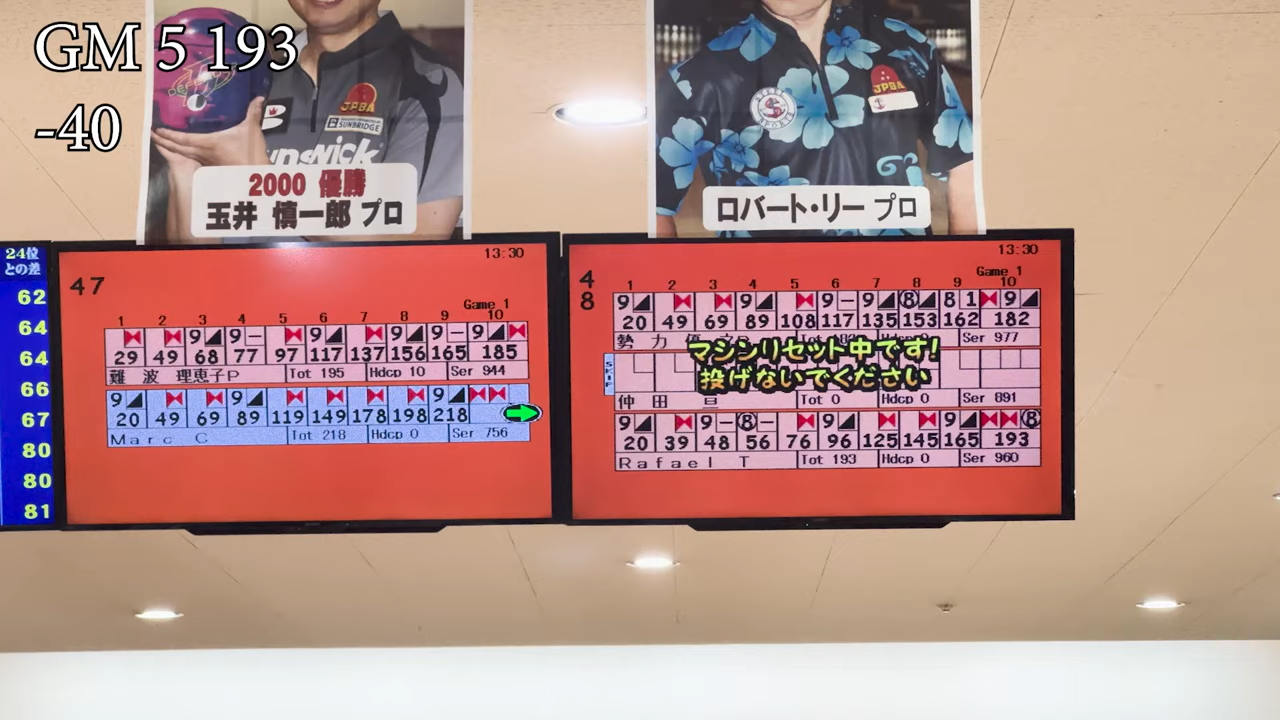 GM 5 193
-40
JPBA
SUNBRIDGE
2000 優勝
玉井 慎一郎 プロ
JPBA
ロバート・リー プロ
24位
との差
62
64
64
66
67
80
80
81
13:30
47
Game 1
1 2 3 4 5 6 7 8 9 10
9 9 - 9 9 9 - 9
29 49 68 77 97 117 137 156 165 185
難 波 理恵子P Tot 195 Hdcp 10 Ser 944
9 9 9
20 49 69 89 119 149 178 198 218
Marc C Tot 218 Hdcp 0 Ser 756
13:30
48
Game 1
1 2 3 4 5 6 7 8 9 10
9 9 9 - 9 8 8 1 9
20 49 69 89 108 117 135 153 162 182
勢 力 Ser 977
マシンリセット中です!
投げないでください
仲 田 Tot 0 Hdcp 0 Ser 891
9 9 8 - 9 9 8
20 39 48 56 76 96 125 145 165 193
Rafael T Tot 193 Hdcp 0 Ser 960